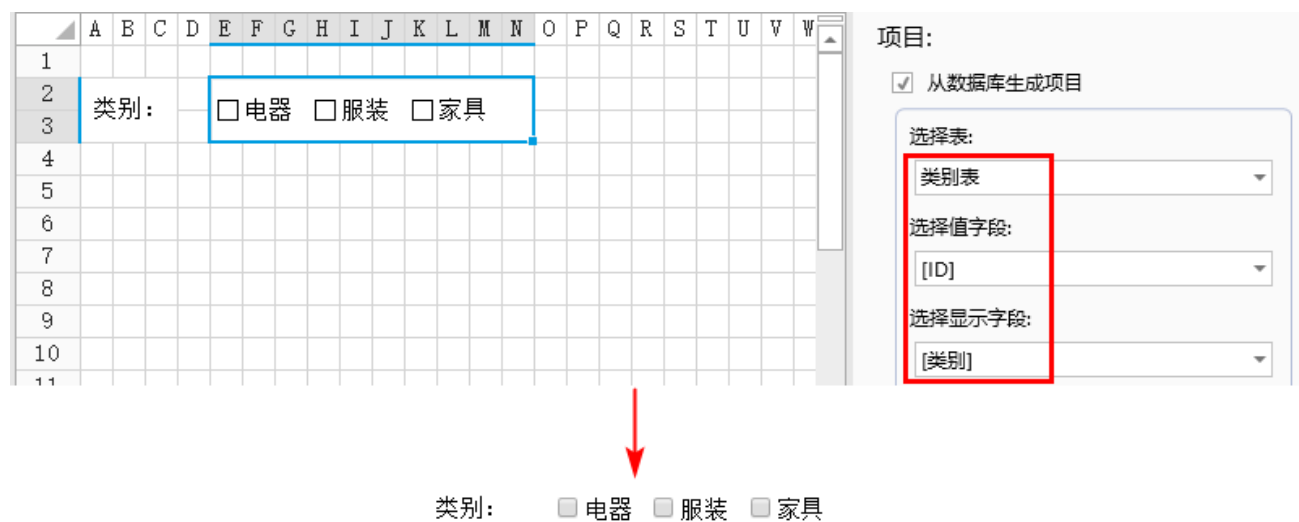 A B C D E F G H I J K L M N O P Q R S T U V W
1
2
3
类别：
电器 服装 家具
4
5
6
7
8
9
10
11
项目:
从数据库生成项目
选择表:
类别表
选择值字段:
[ID]
选择显示字段:
[类别]
类别： 电器 服装 家具